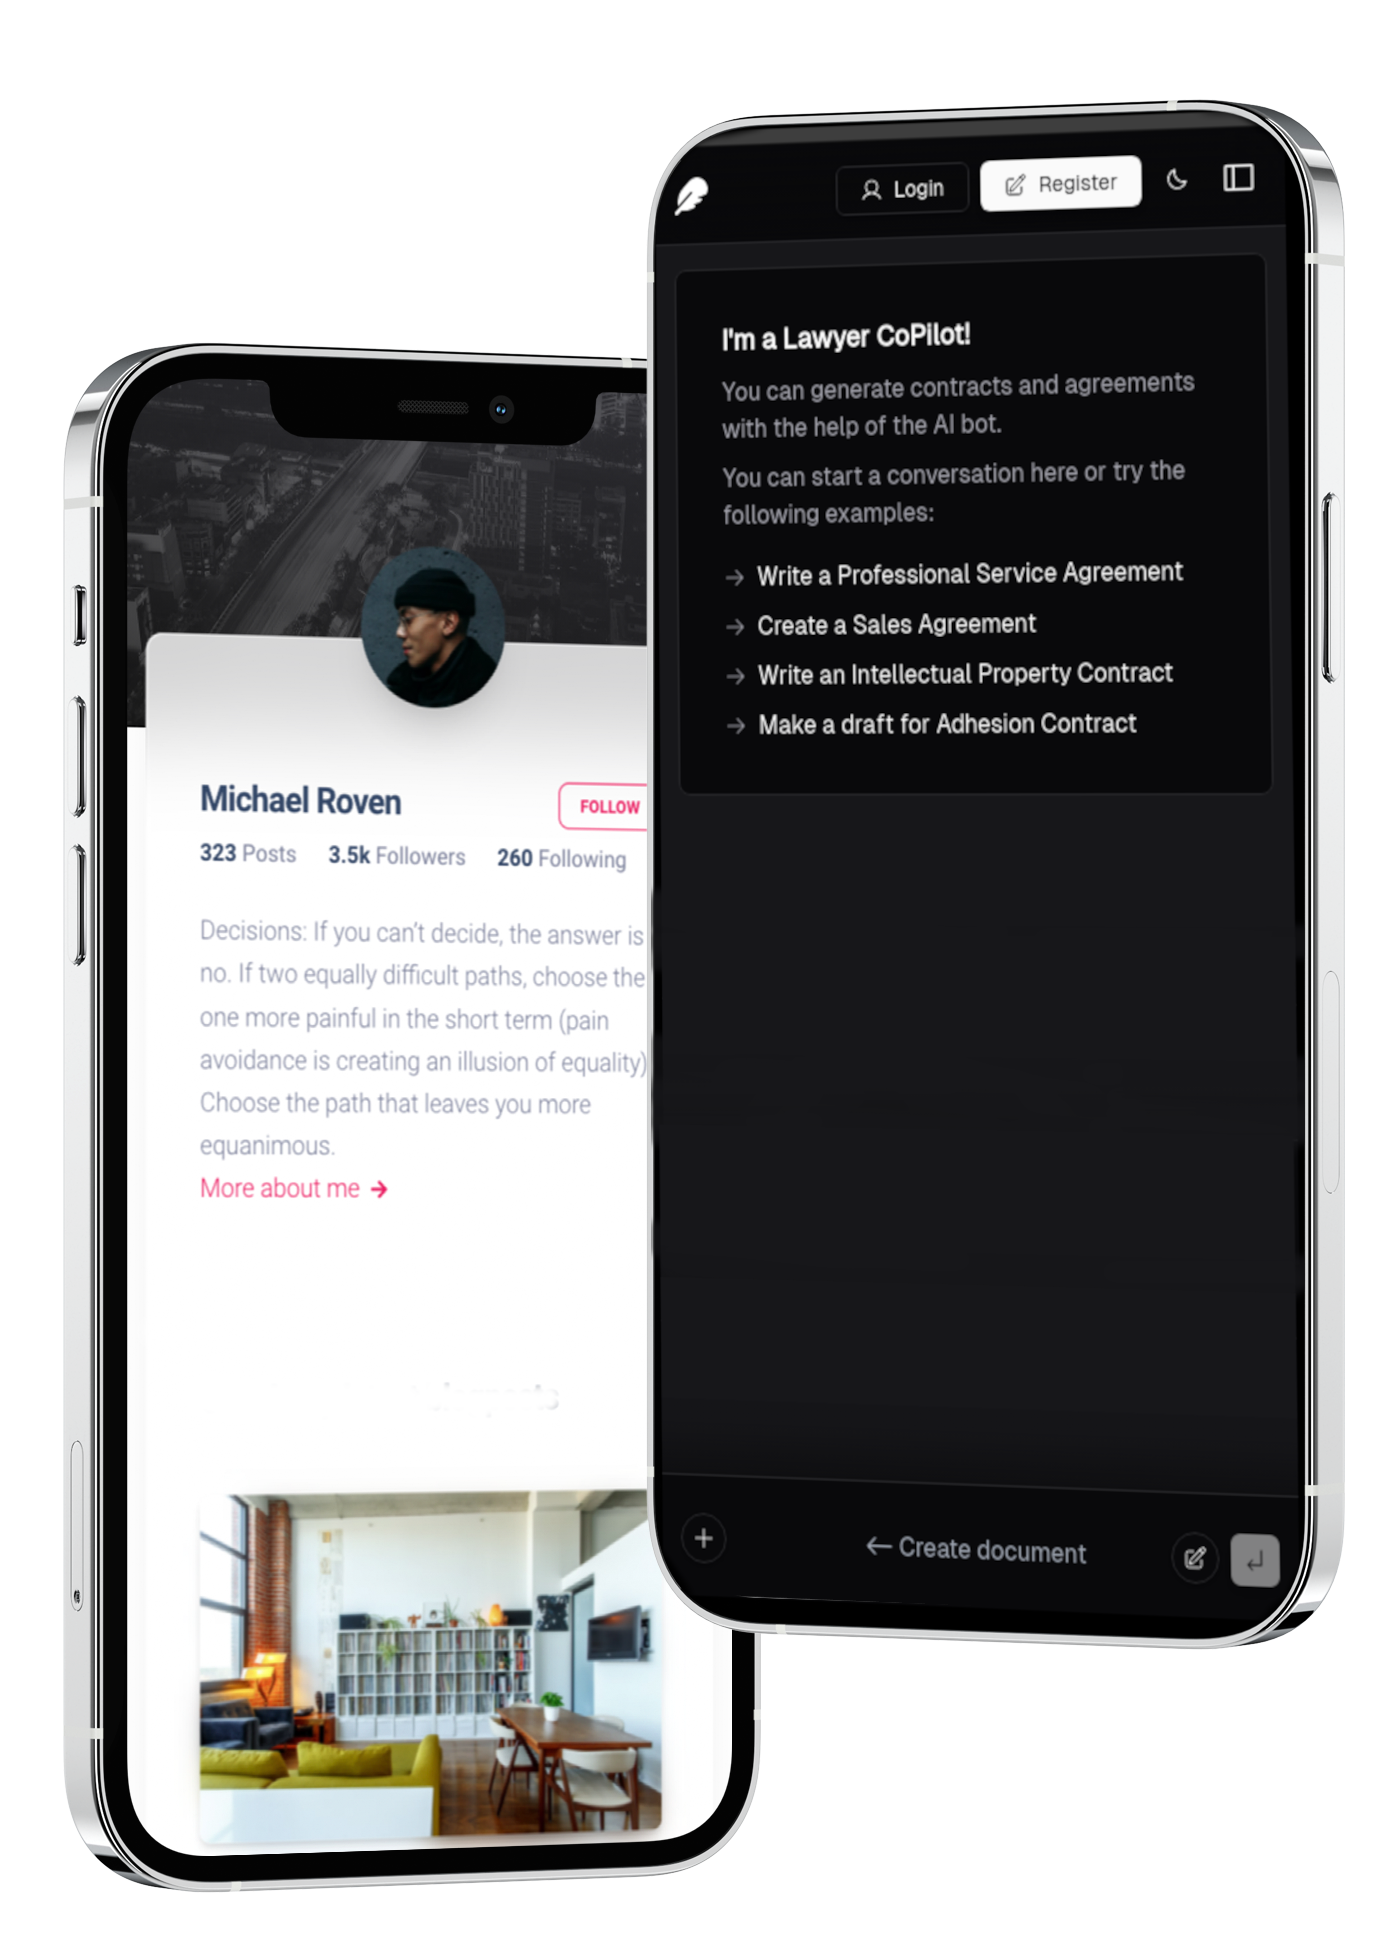 Michael Roven
FOLLOW
323 Posts 3.5k Followers 260 Following
Decisions: If you can't decide, the answer is
no. If two equally difficult paths, choose the
one more painful in the short term (pain
avoidance is creating an illusion of equality)
Choose the path that leaves you more
equanimous.
More about me →
Login
Register
I'm a Lawyer CoPilot!
You can generate contracts and agreements
with the help of the AI bot.
You can start a conversation here or try the
following examples:
→ Write a Professional Service Agreement
→ Create a Sales Agreement
→ Write an Intellectual Property Contract
→ Make a draft for Adhesion Contract
← Create document